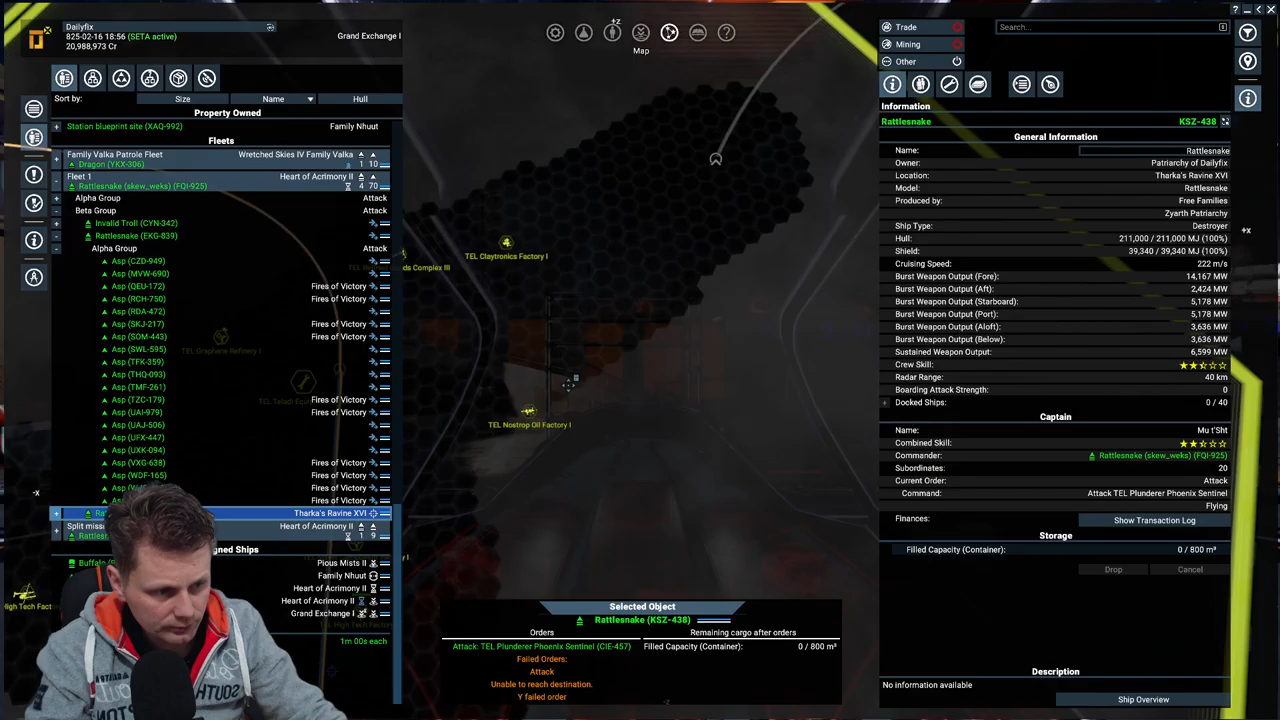 Dailyfix
825-02-16 18:56 (SETA active)
20,988,973 Cr
Grand Exchange I
+Z
Map
Sort by:
Size
Name
Hull
Property Owned
Station blueprint site (XAQ-992)
Family Nhuut
Fleets
Family Valka Patrole Fleet
Wretched Skies IV Family Valka
Dragon (YKX-306)
1 10
Fleet 1
Heart of Acrimony II
Rattlesnake (skew_weks) (FQI-925)
4 70
Alpha Group
Attack
Beta Group
Attack
Invalid Troll (CYN-342)
Rattlesnake (EKG-839)
Alpha Group
Attack
Asp (CZD-949)
Asp (MVW-690)
Asp (QEU-172)
Fires of Victory
Asp (RCH-750)
Fires of Victory
Asp (RDA-472)
Asp (SKJ-217)
Fires of Victory
Asp (SOM-443)
Fires of Victory
Asp (SWL-595)
Asp (TFK-359)
Asp (THQ-093)
Asp (TMF-261)
Asp (TZC-179)
Fires of Victory
Asp (UAI-979)
Fires of Victory
Asp (UAJ-506)
Asp (UFX-447)
Asp (UXK-094)
Asp (VXG-638)
Fires of Victory
Asp (WDF-165)
Fires of Victory
Fires of Victory
Fires of Victory
Tharka's Ravine XVI
Heart of Acrimony II
1 9
Pious Mists II
Family Nhuut
Heart of Acrimony II
Heart of Acrimony II
Grand Exchange I
1m 00s each
-X
TEL Claytronics Factory I
TEL Graphene Refinery I
TEL Nostrop Oil Factory I
High Tech Fact
Selected Object
Rattlesnake (KSZ-438)
Orders
Remaining cargo after orders
Attack: TEL Plunderer Phoenix Sentinel (CIE-457)
Filled Capacity (Container):
0 / 800 m³
Failed Orders:
Attack
Unable to reach destination.
Y failed order
-Z
Trade
Mining
Other
Search...
Information
Rattlesnake
KSZ-438
General Information
Name:
Rattlesnake
Owner:
Patriarchy of Dailyfix
Location:
Tharka's Ravine XVI
Model:
Rattlesnake
Produced by:
Free Families
Zyarth Patriarchy
Ship Type:
Destroyer
Hull:
211,000 / 211,000 MJ (100%)
Shield:
39,340 / 39,340 MJ (100%)
Cruising Speed:
222 m/s
Burst Weapon Output (Fore):
14,167 MW
Burst Weapon Output (Aft):
2,424 MW
Burst Weapon Output (Starboard):
5,178 MW
Burst Weapon Output (Port):
5,178 MW
Burst Weapon Output (Aloft):
3,636 MW
Burst Weapon Output (Below):
3,636 MW
Sustained Weapon Output:
6,599 MW
Crew Skill:
Radar Range:
40 km
Boarding Attack Strength:
0
Docked Ships:
0 / 40
Captain
Name:
Mu t'Sht
Combined Skill:
Commander:
Rattlesnake (skew_weks) (FQI-925)
Subordinates:
20
Current Order:
Attack
Command:
Attack TEL Plunderer Phoenix Sentinel
Flying
Finances:
Show Transaction Log
Storage
Filled Capacity (Container):
0 / 800 m³
Drop
Cancel
Description
No information available
Ship Overview
+X